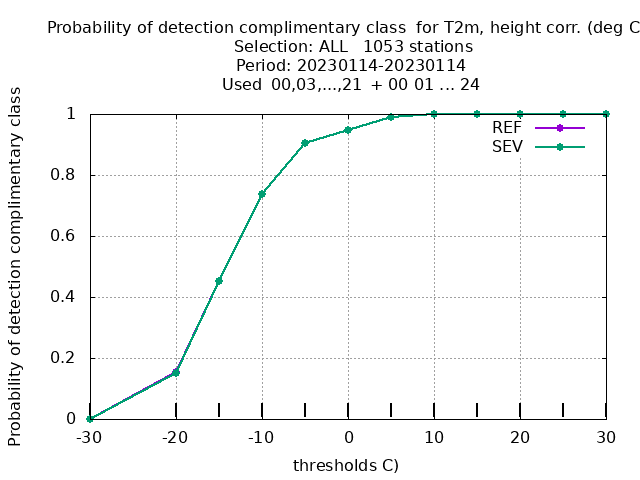 Probability of detection complimentary class  for T2m, height corr. (deg C
Selection: ALL   1053 stations
Period: 20230114-20230114
Used  00,03,...,21  + 00 01 ... 24
Probability of detection complimentary class
1
0.8
0.6
0.4
0.2
0
REF
SEV
-30 -20 -10 0 10 20 30
thresholds C)